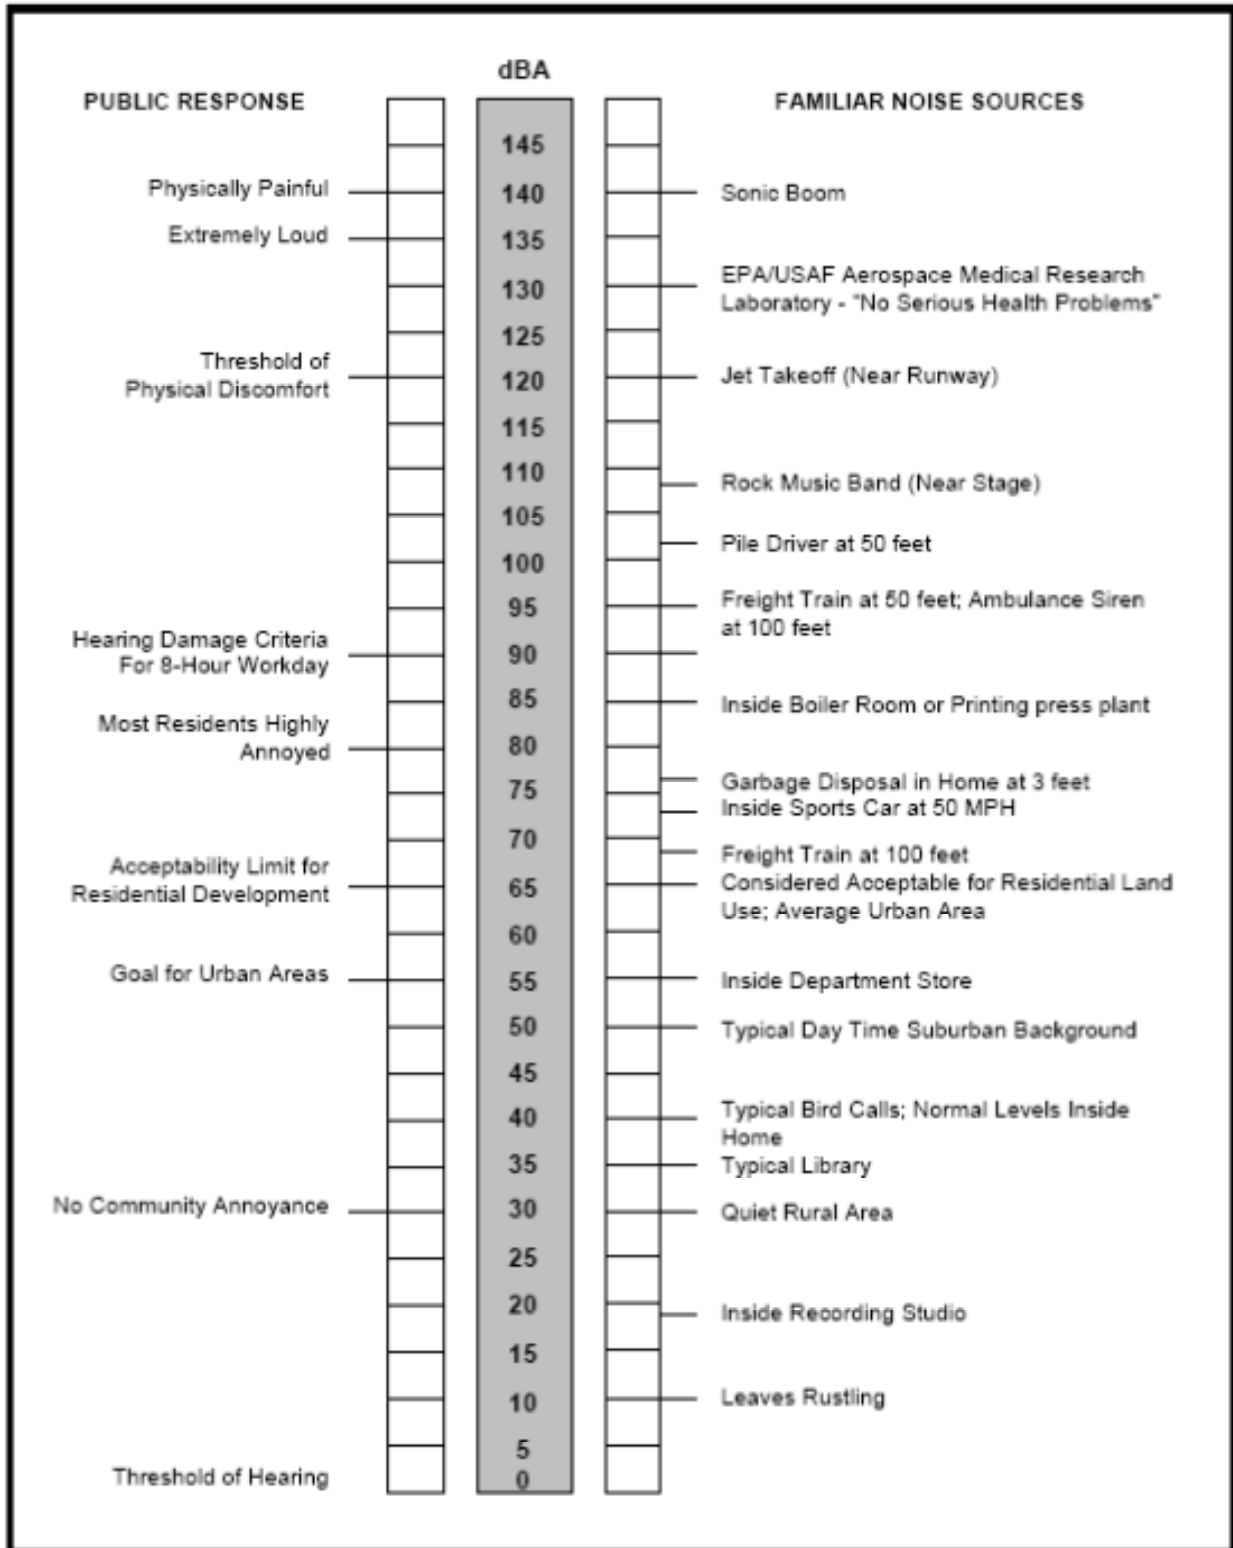 dBA
PUBLIC RESPONSE
FAMILIAR NOISE SOURCES
145
Physically Painful
140
Sonic Boom
Extremely Loud
135
EPA/USAF Aerospace Medical Research
130
Laboratory - "No Serious Health Problems"
125
Threshold of
Physical Discomfort
120
Jet Takeoff (Near Runway)
115
110
Rock Music Band (Near Stage)
105
Pile Driver at 50 feet
100
95
Freight Train at 50 feet; Ambulance Siren
at 100 feet
Hearing Damage Criteria
For 8-Hour Workday
90
85
Inside Boiler Room or Printing press plant
Most Residents Highly
Annoyed
80
Garbage Disposal in Home at 3 feet
75
Inside Sports Car at 50 MPH
70
Freight Train at 100 feet
Acceptability Limit for
Residential Development
65
Considered Acceptable for Residential Land
Use; Average Urban Area
60
Goal for Urban Areas
55
Inside Department Store
50
Typical Day Time Suburban Background
45
40
Typical Bird Calls; Normal Levels Inside
Home
35
Typical Library
No Community Annoyance
30
Quiet Rural Area
25
20
Inside Recording Studio
15
10
Leaves Rustling
5
Threshold of Hearing
0